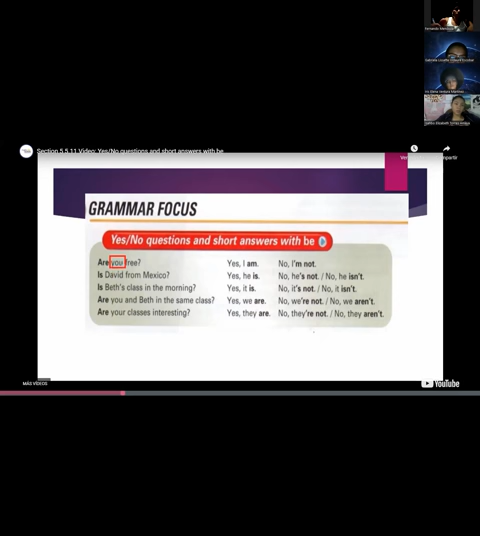 Section 5.5.11 Video: Yes/No questions and short answers with be
GRAMMAR FOCUS
Yes/No questions and short answers with be
Are you free? Yes, I am. No, I'm not.
Is David from Mexico? Yes, he is. No, he's not. / No, he isn't.
Is Beth's class in the morning? Yes, it is. No, it's not. / No, it isn't.
Are you and Beth in the same class? Yes, we are. No, we're not. / No, we aren't.
Are your classes interesting? Yes, they are. No, they're not. / No, they aren't.
MÁS VÍDEOS
YouTube